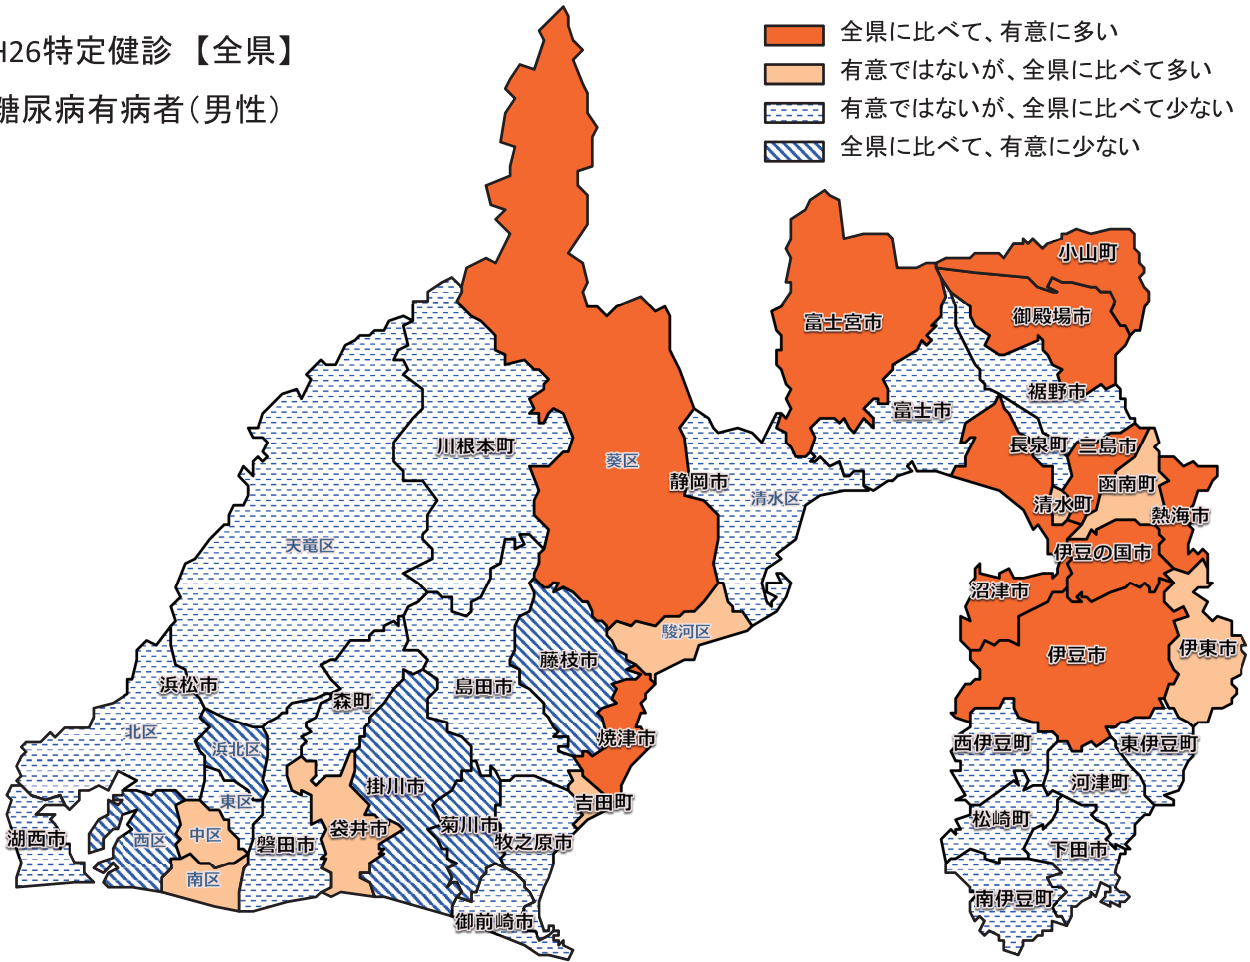 H26特定健診 【全県】
糖尿病有病者(男性)
全県に比べて、有意に多い
有意ではないが、全県に比べて多い
有意ではないが、全県に比べて少ない
全県に比べて、有意に少ない
小山町
御殿場市
富士宮市
裾野市
富士市
長泉町
三島市
川根本町
葵区
静岡市
清水区
函南町
清水町
熱海市
天竜区
伊豆の国市
沼津市
駿河区
伊豆市
伊東市
藤枝市
浜松市
島田市
森町
北区
浜北区
焼津市
西伊豆町
東伊豆町
掛川市
河津町
東区
吉田町
松崎町
湖西市
西区
中区
磐田市
袋井市
菊川市
牧之原市
下田市
南区
南伊豆町
御前崎市